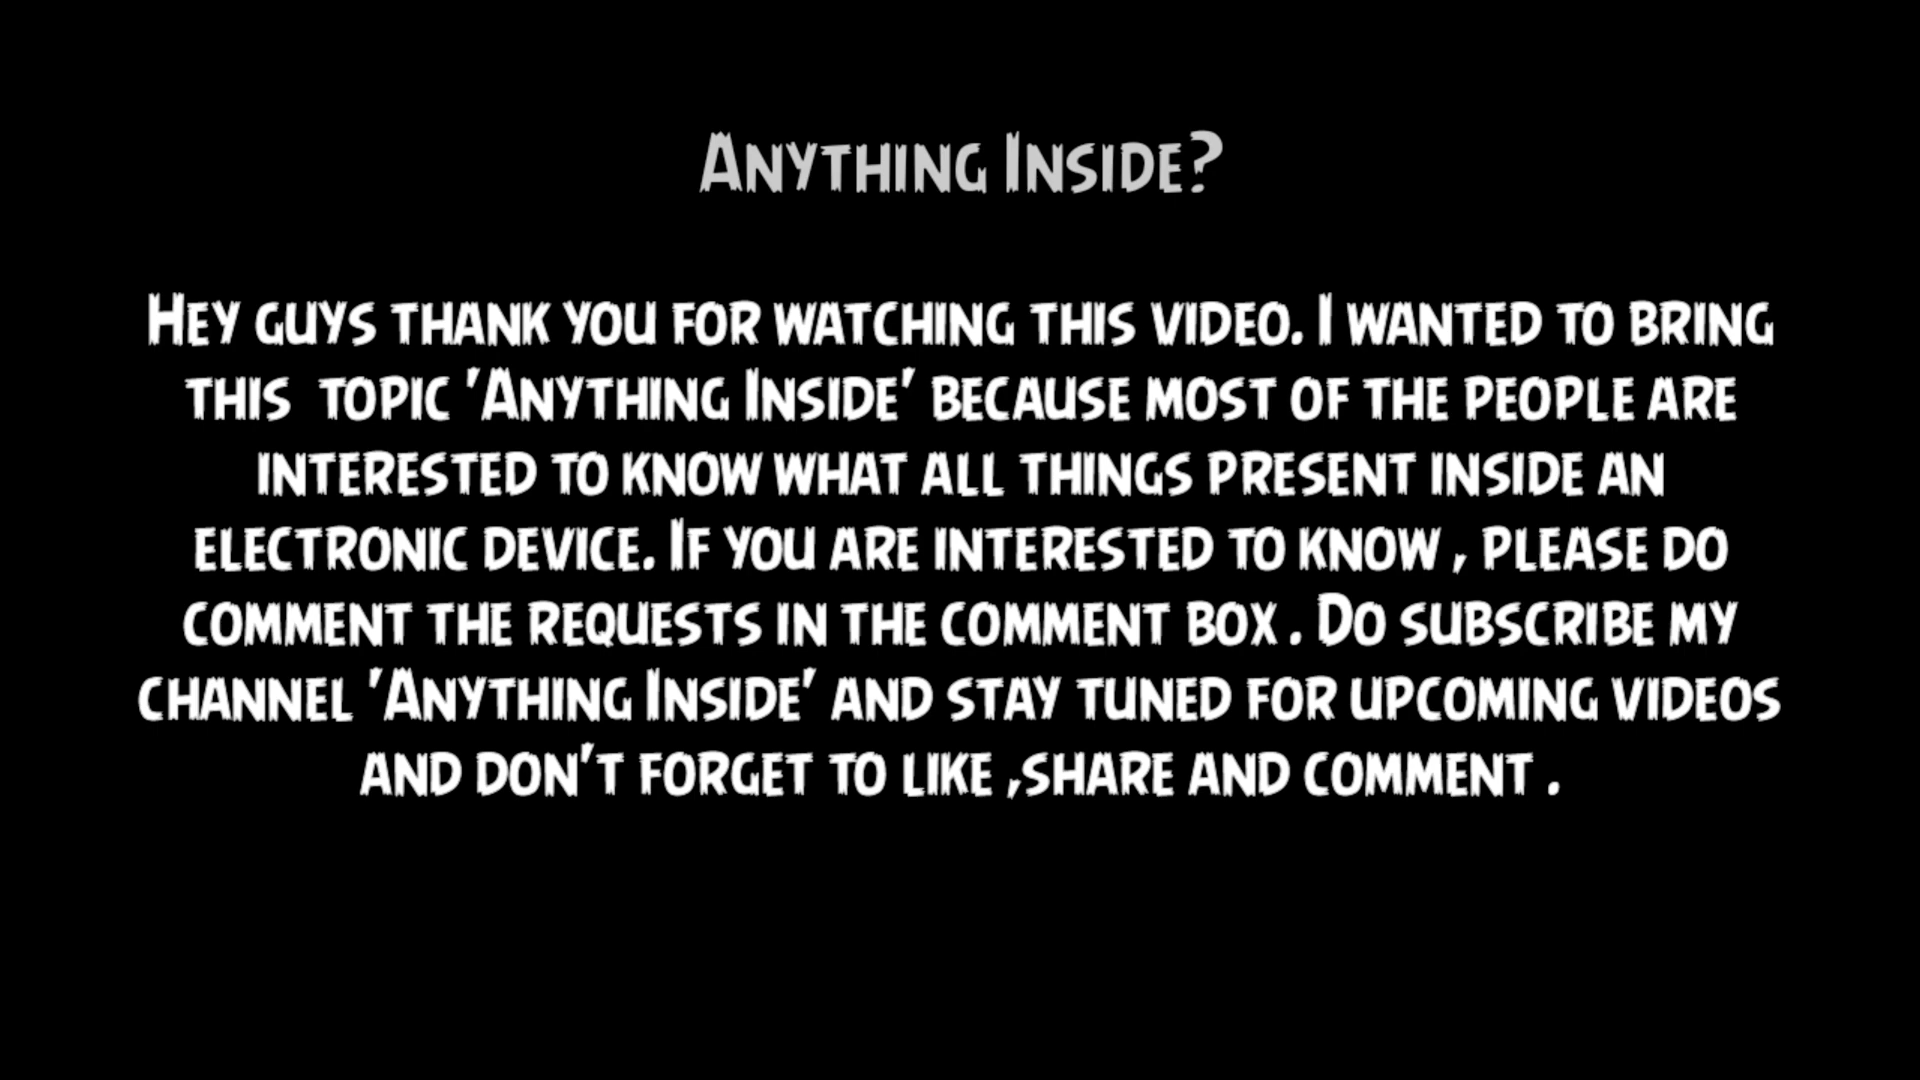 Anything Inside?
Hey guys thank you for watching this video. I wanted to bring
this  topic 'Anything Inside' because most of the people are
interested to know what all things present inside an
electronic device. If you are interested to know , please do
comment the requests in the comment box . Do subscribe my
channel 'Anything Inside' and stay tuned for upcoming videos
and don't forget to like ,share and comment .